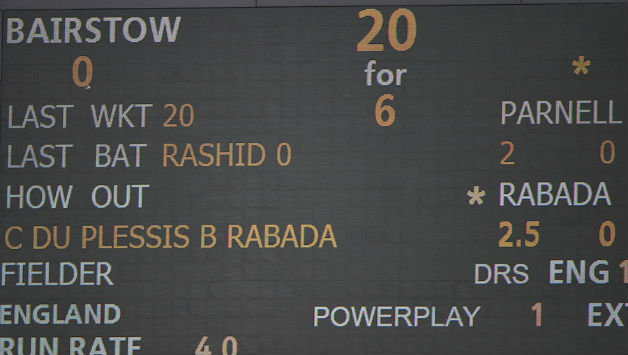 BAIRSTOW 20
0 for *
LAST WKT 20 6 PARNELL
LAST BAT RASHID 0 2 0
HOW OUT * RABADA
C DU PLESSIS B RABADA 2.5 0
FIELDER DRS ENG 1
ENGLAND POWERPLAY 1 EXT
RUN RATE 4.0